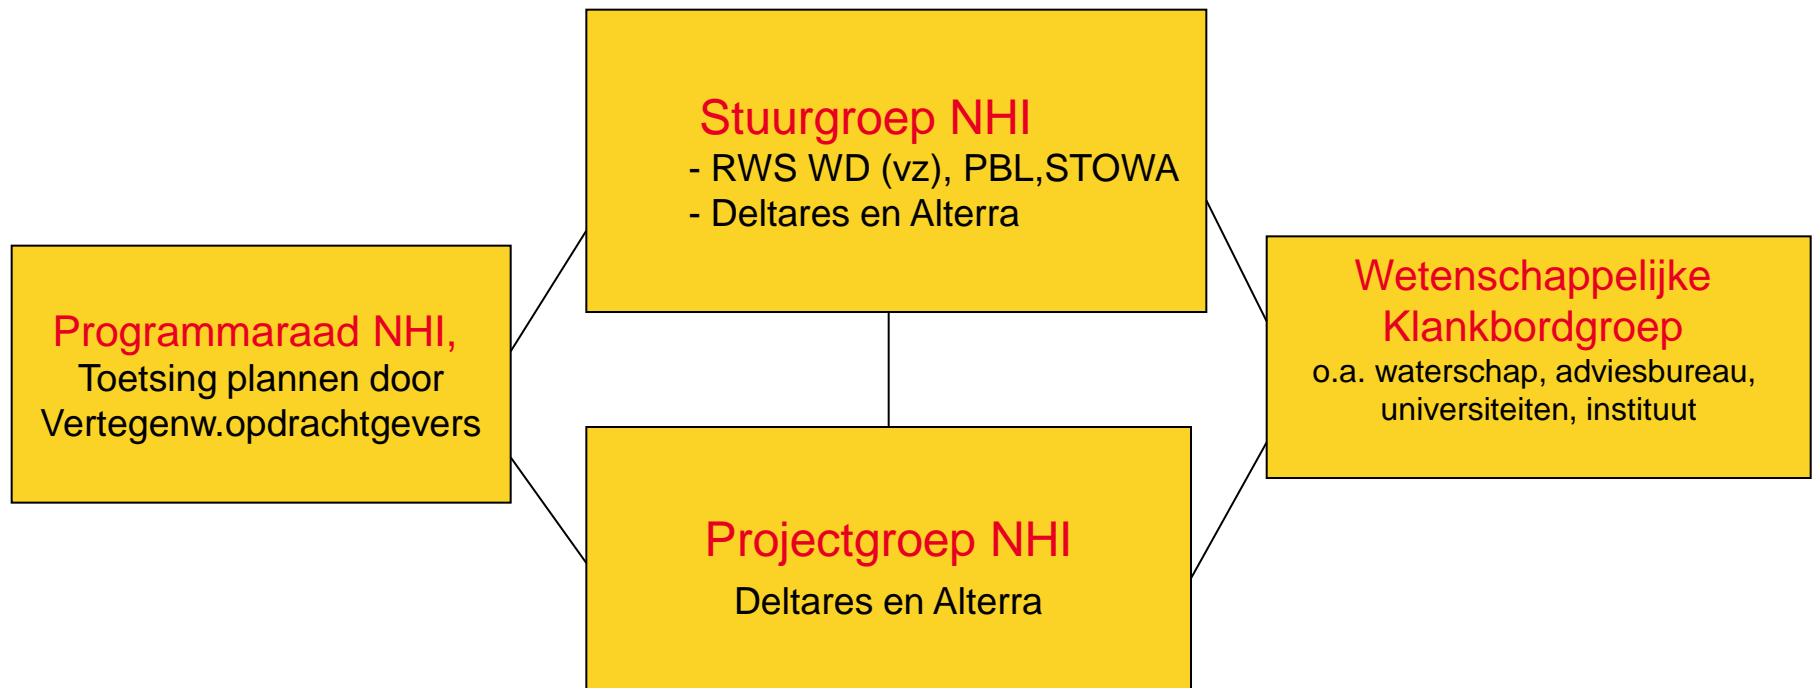 Stuurgroep NHI
- RWS WD (vz), PBL,STOWA
- Deltares en Alterra
Programmaraad NHI,
Toetsing plannen door
Vertegenw.opdrachtgevers
Wetenschappelijke
Klankbordgroep
o.a. waterschap, adviesbureau,
universiteiten, instituut
Projectgroep NHI
Deltares en Alterra